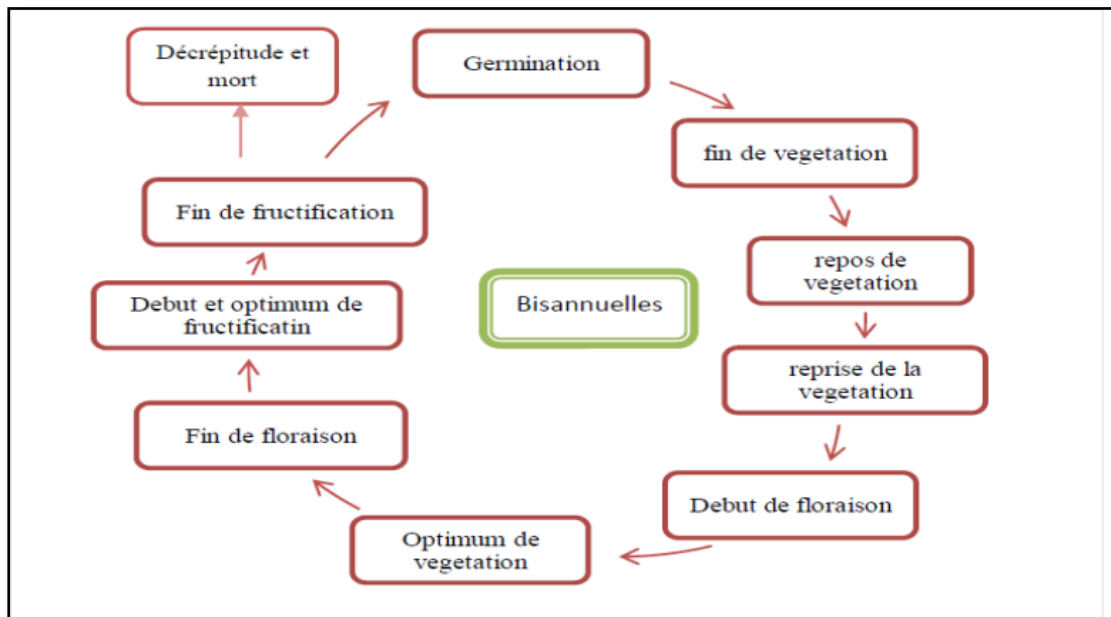 Décrépitude et
mort
Germination
fin de vegetation
repos de
vegetation
reprise de la
vegetation
Debut de floraison
Optimum de
vegetation
Fin de floraison
Debut et optimum de
fructificatin
Fin de fructification
Bisannuelles